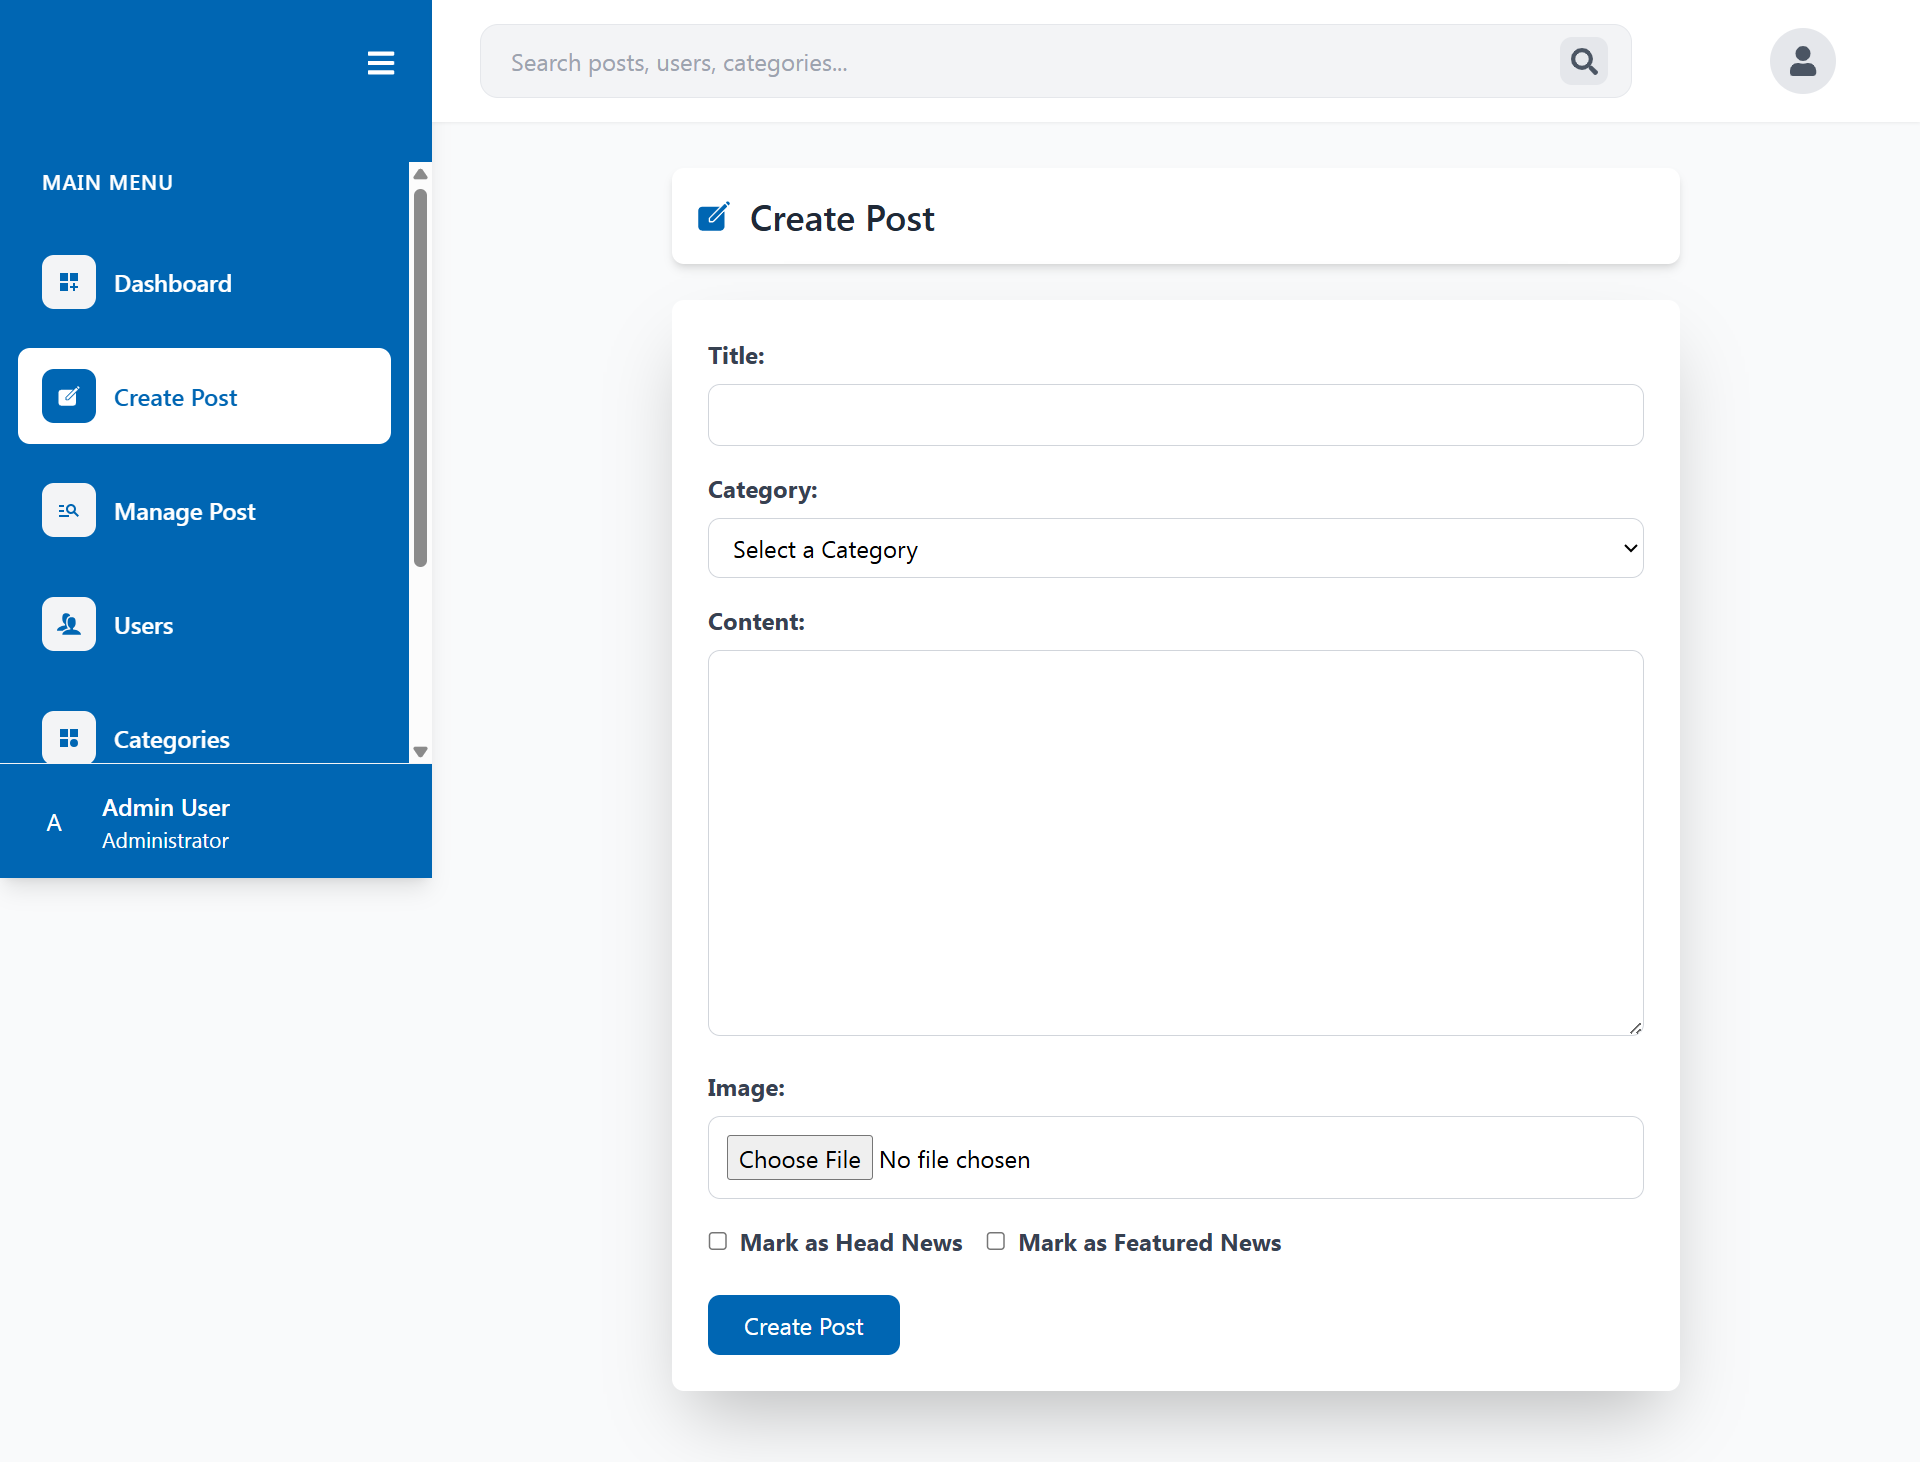 Search posts, users, categories...
MAIN MENU
Dashboard
Create Post
Manage Post
Users
Categories
A
Admin User
Administrator
Create Post
Title:
Category:
Select a Category
Content:
Image:
Choose File No file chosen
Mark as Head News Mark as Featured News
Create Post